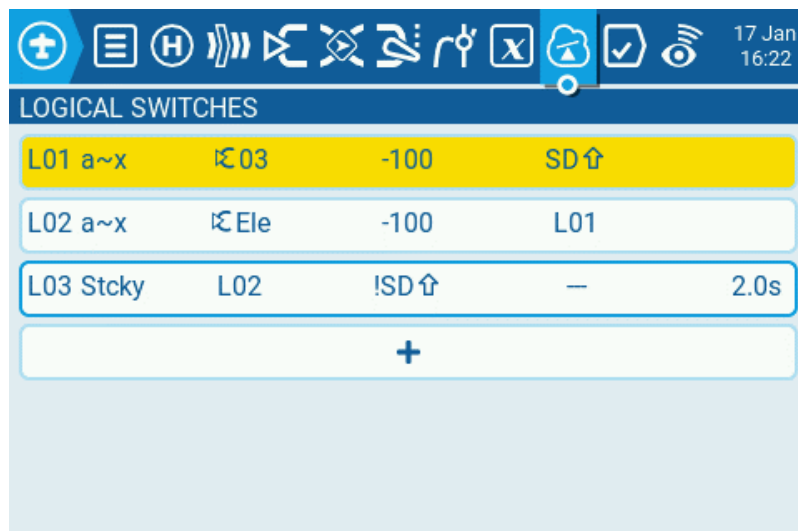 17 Jan
16:22
LOGICAL SWITCHES
L01 a~x 03 -100 SD⇧
L02 a~x Ele -100 L01
L03 Stcky L02 !SD⇧ --- 2.0s
+